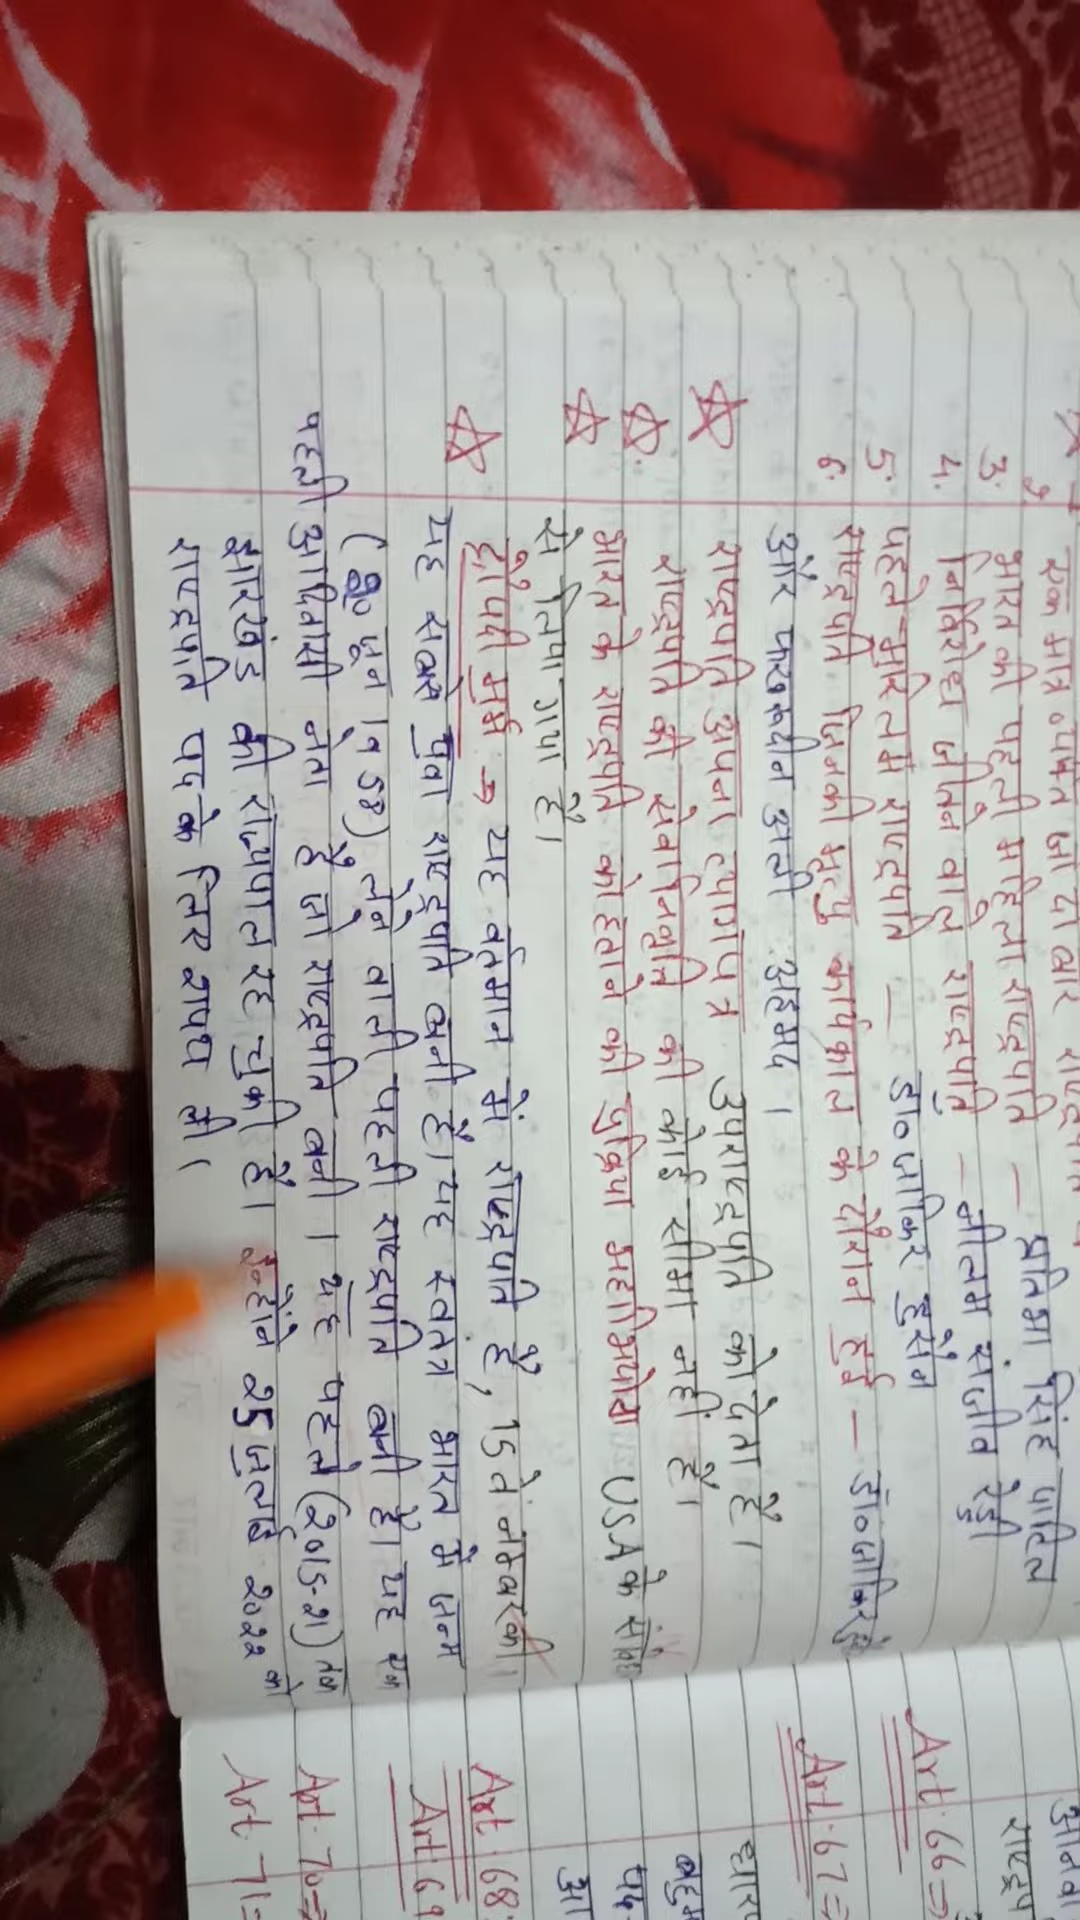 एक मात्र व्यक्ति जो दो बार
3. भारत की पहली महिला राष्ट्रपति — प्रतिभा सिंह पाटिल
4. निर्विरोध जीतने वाले राष्ट्रपति — नीलम संजीव रेड्डी
5. पहले मुस्लिम राष्ट्रपति — डॉ० जाकिर हुसैन
6. राष्ट्रपति जिनकी मृत्यु कार्यकाल के दौरान हुई — डॉ० जाकिर
और फखरूद्दीन अली अहमद।
राष्ट्रपति अपना त्यागपत्र उपराष्ट्रपति को देता है।
राष्ट्रपति की सेवानिवृति की कोई सीमा नहीं है।
भारत के राष्ट्रपति को हटाने की प्रक्रिया महाभियोग USA के
से लिया गया है।
द्रौपदी मुर्मू → यह वर्तमान में राष्ट्रपति हैं, 15 वे नम्बर की।
यह सबसे युवा राष्ट्रपति बनी हैं। यह स्वतंत्र भारत में जन्म
(20 जून 1958) लेने वाली पहली राष्ट्रपति बनी है। यह एक
पहली आदिवासी नेता हैं जो राष्ट्रपति बनी। यह पहले (2015-21) तक
झारखंड की राज्यपाल रह चुकी हैं। इन्होंने 25 जुलाई 2022 को
राष्ट्रपति पद के लिए शपथ ली।
Art. 66 ⇒
Art. 67 ⇒
Art. 68
Art. 69
Art. 70 ⇒
Art. 71 =